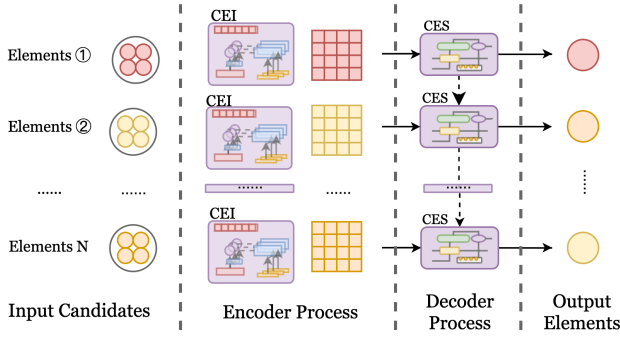 CEI
CES
Elements ①
CEI
CES
Elements ②
......
......
......
......
......
......
CEI
CES
Elements N
Input Candidates
Encoder Process
Decoder
Process
Output
Elements